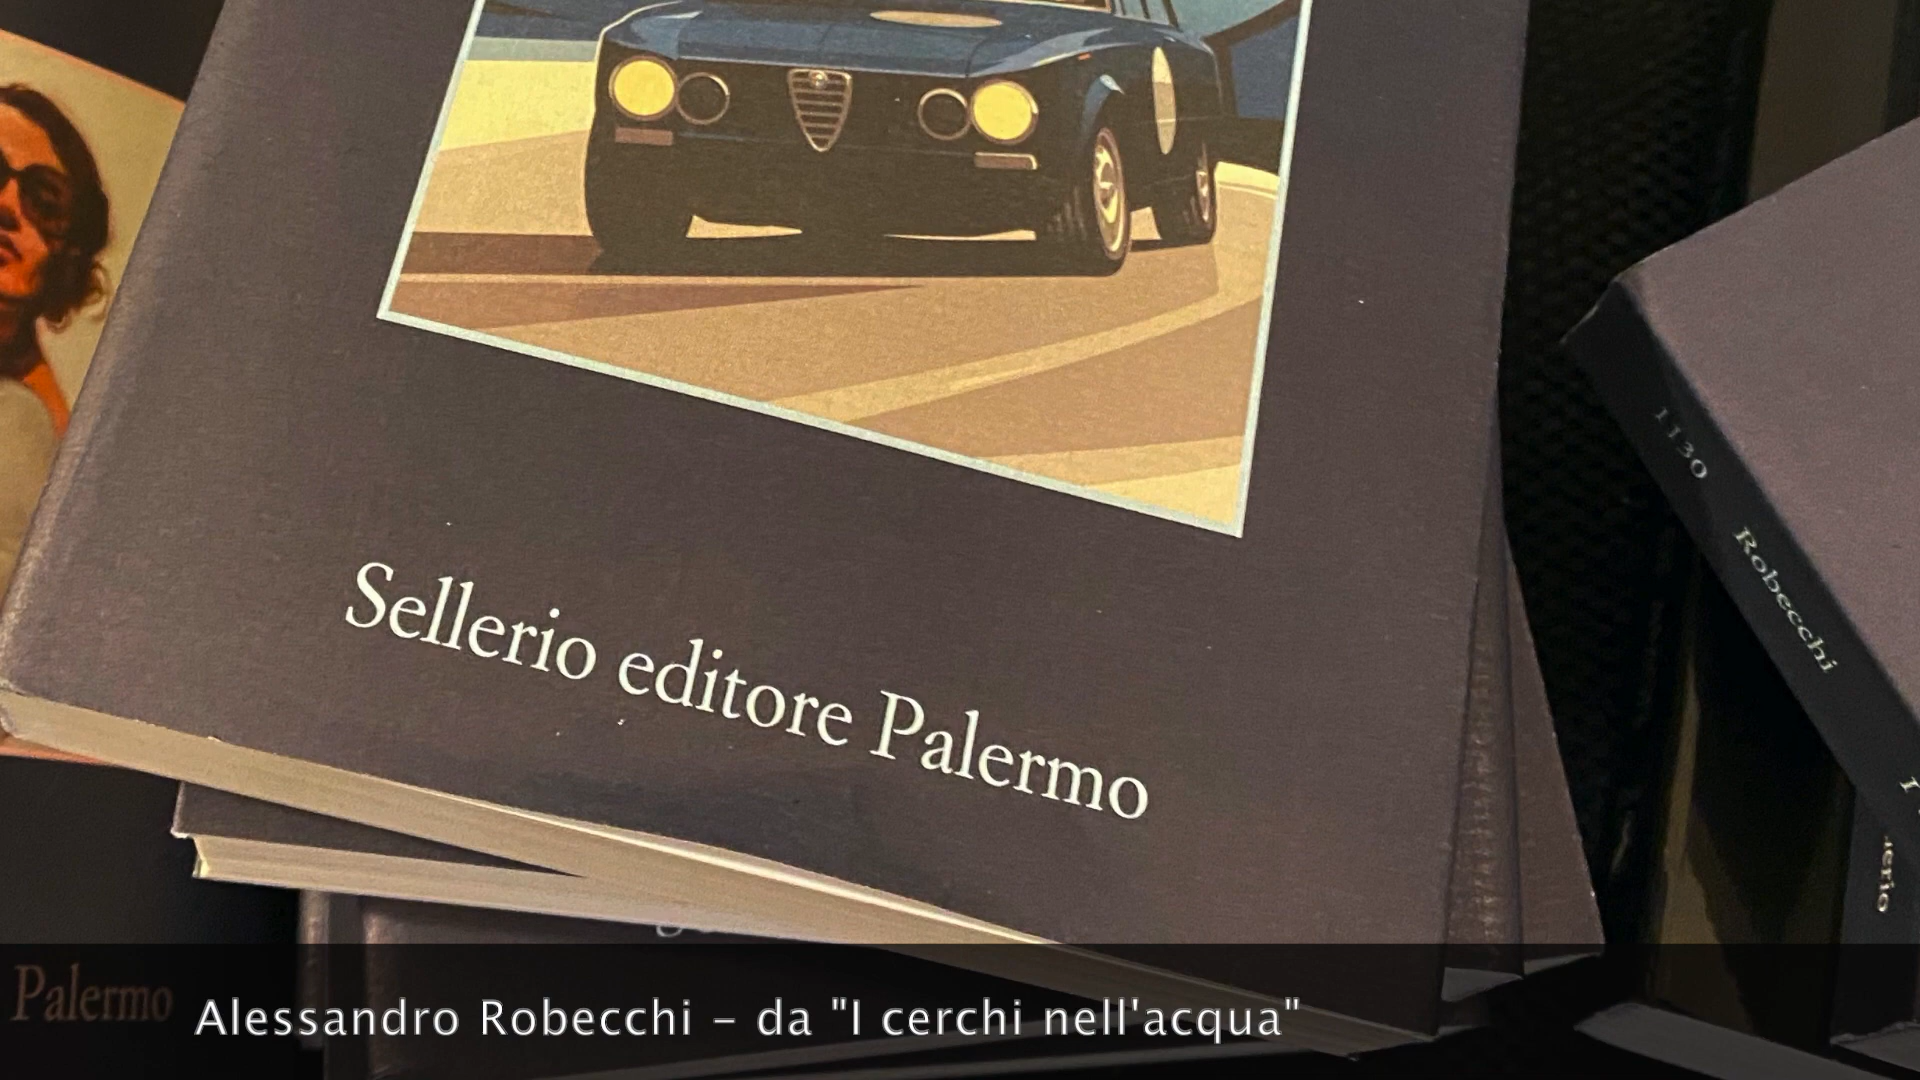 Sellerio editore Palermo
1130
Robecchi
I
Palermo
Alessandro Robecchi – da "I cerchi nell'acqua"